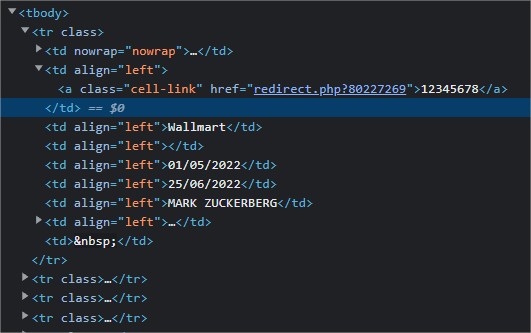 <tbody>
<tr class>
<td nowrap="nowrap">…</td>
<td align="left">
<a class="cell-link" href="redirect.php?80227269">12345678</a>
</td> == $0
<td align="left">Wallmart</td>
<td align="left"></td>
<td align="left">01/05/2022</td>
<td align="left">25/06/2022</td>
<td align="left">MARK ZUCKERBERG</td>
<td align="left">…</td>
<td>&nbsp;</td>
</tr>
<tr class>…</tr>
<tr class>…</tr>
<tr class>…</tr>